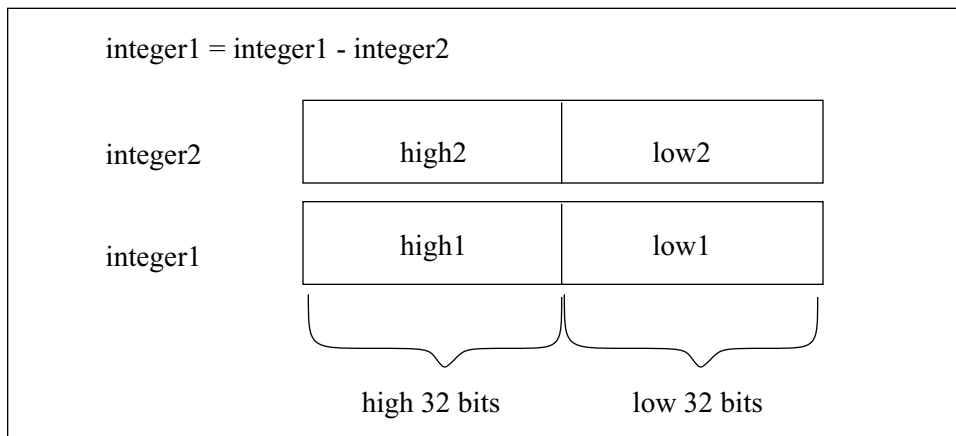 integer1 = integer1 - integer2
integer2 high2 low2
integer1 high1 low1
high 32 bits low 32 bits